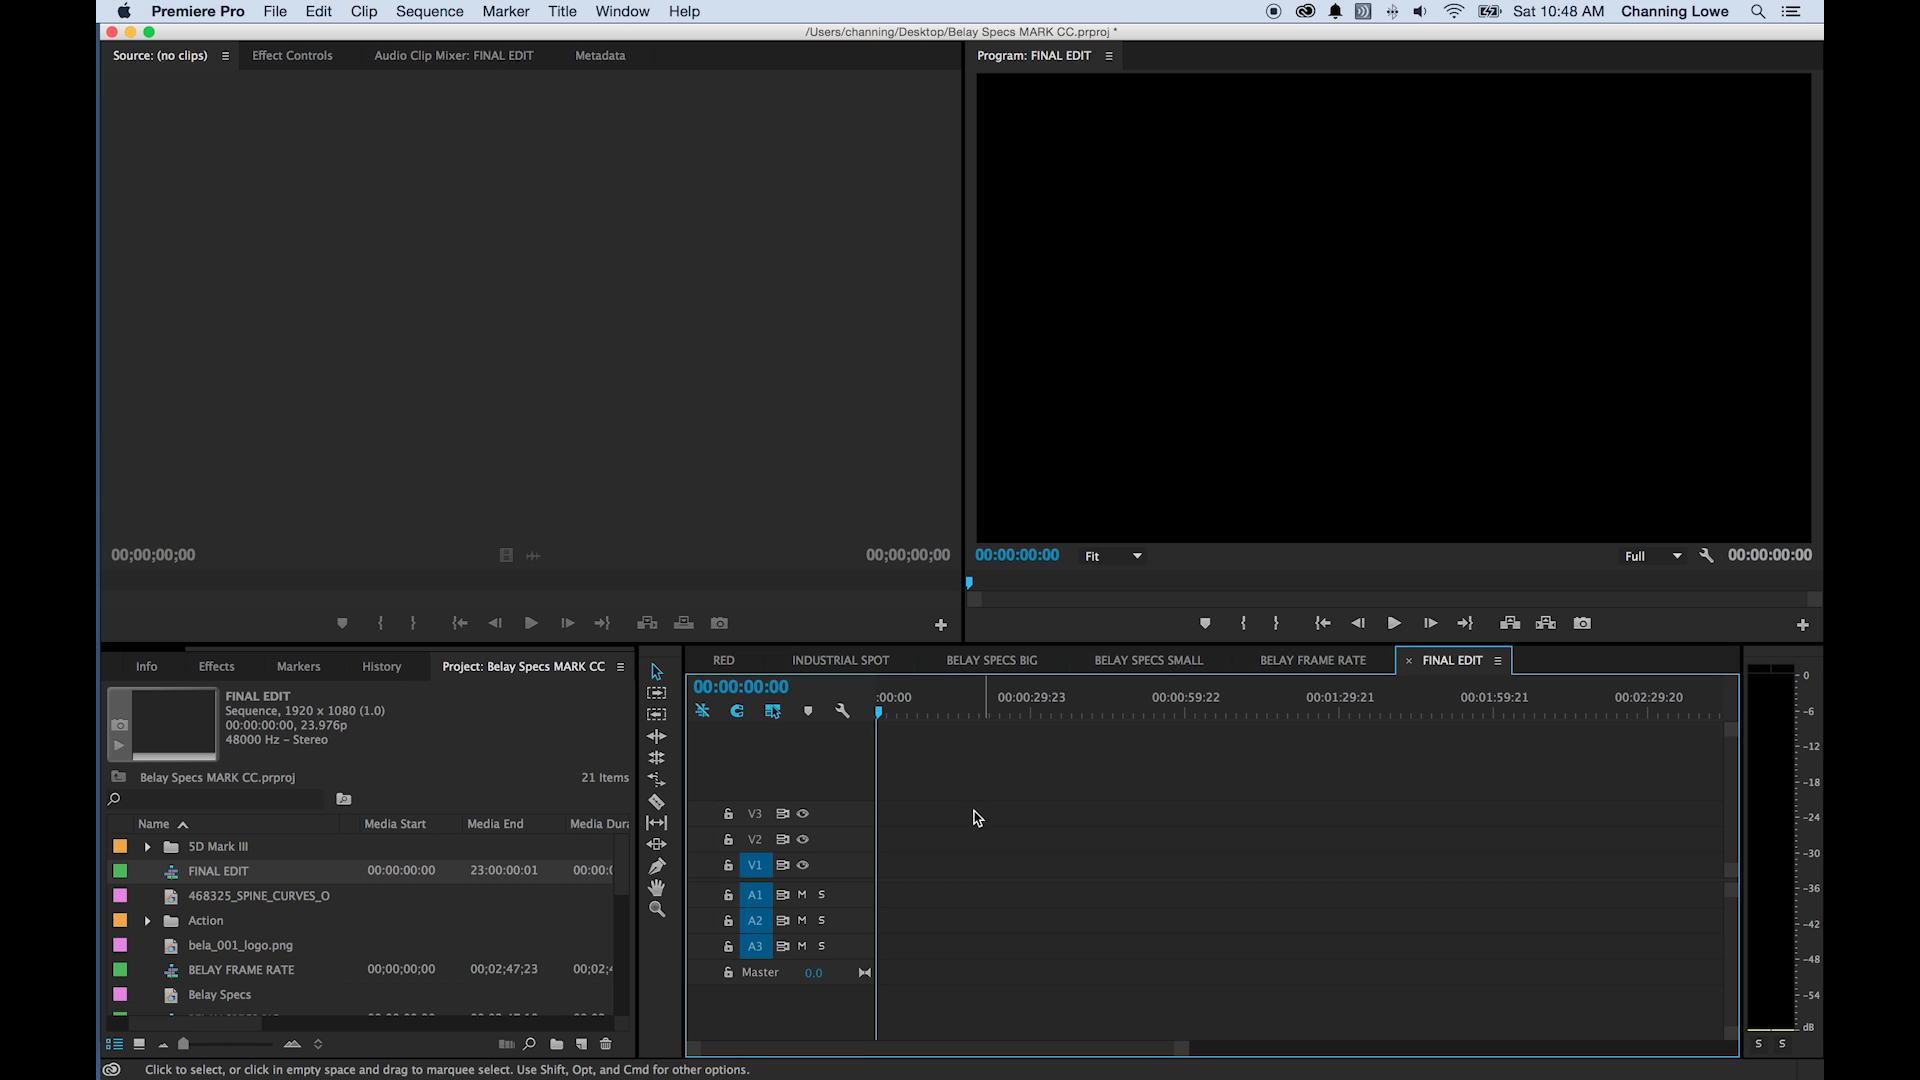 Premiere Pro File Edit Clip Sequence Marker Title Window Help Sat 10:48 AM Channing Lowe
/Users/channing/Desktop/Belay Specs MARK CC.prproj *
Source: (no clips) Effect Controls Audio Clip Mixer: FINAL EDIT Metadata
Program: FINAL EDIT
00;00;00;00 00;00;00;00
00:00:00:00 Fit Full 00:00:00:00
Info Effects Markers History Project: Belay Specs MARK CC
RED INDUSTRIAL SPOT BELAY SPECS BIG BELAY SPECS SMALL BELAY FRAME RATE × FINAL EDIT
FINAL EDIT
Sequence, 1920 x 1080 (1.0)
00:00:00:00, 23.976p
48000 Hz - Stereo
Belay Specs MARK CC.prproj 21 Items
Name Media Start Media End Media Dura
5D Mark III
FINAL EDIT 00:00:00:00 23:00:00:01 00:00:0
468325_SPINE_CURVES_O
Action
bela_001_logo.png
BELAY FRAME RATE 00;00;00;00 00;02;47;23 00;02;4
Belay Specs
00:00:00:00
:00:00 00:00:29:23 00:00:59:22 00:01:29:21 00:01:59:21 00:02:29:20
V3
V2
V1
A1 M S
A2 M S
A3 M S
Master 0.0
0
-6
-12
-18
-24
-30
-36
-42
-48
-54
dB
S S
Click to select, or click in empty space and drag to marquee select. Use Shift, Opt, and Cmd for other options.